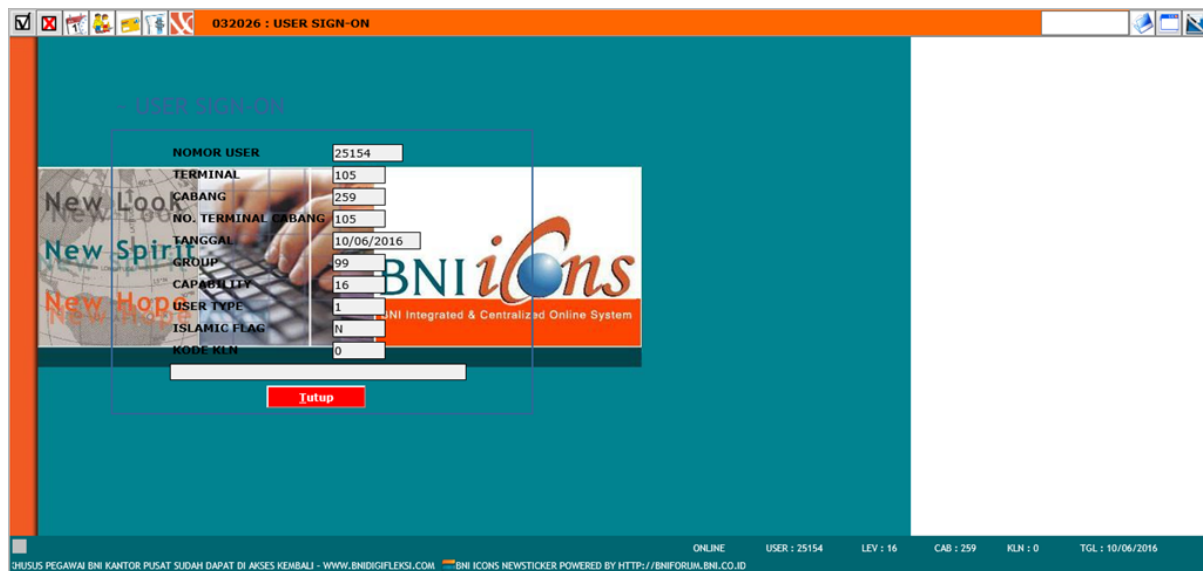 032026 : USER SIGN-ON
- USER SIGN-ON
NOMOR USER 25154
TERMINAL 105
CABANG 259
NO. TERMINAL CABANG 105
TANGGAL 10/06/2016
GROUP 99
CAPABILITY 16
USER TYPE 1
ISLAMIC FLAG N
KODE KLN 0
Tutup
New Look
New Spirit
New Hope
BNI icons
BNI Integrated & Centralized Online System
ONLINE USER : 25154 LEV : 16 CAB : 259 KLN : 0 TGL : 10/06/2016
KHUSUS PEGAWAI BNI KANTOR PUSAT SUDAH DAPAT DI AKSES KEMBALI - WWW.BNIDIGIFLEKSI.COM BNI ICONS NEWSTICKER POWERED BY HTTP://BNIFORUM.BNI.CO.ID